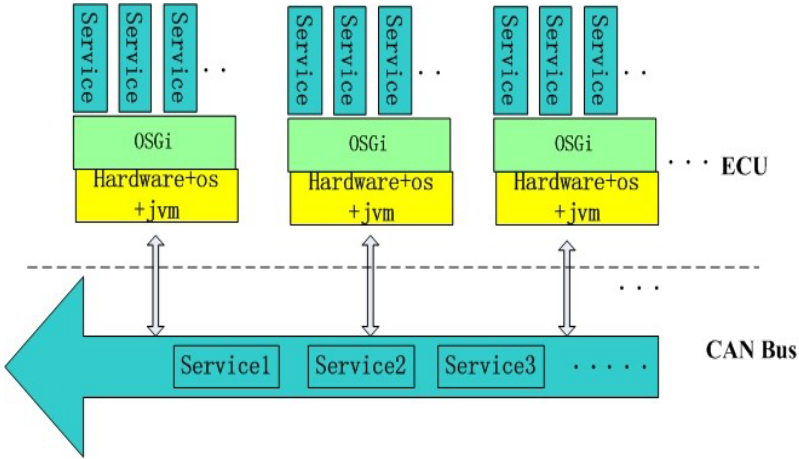 Service Service Service ..
Service Service Service ..
Service Service Service ..
OSGi
OSGi
OSGi
Hardware+os
+jvm
Hardware+os
+jvm
Hardware+os
+jvm
... ECU
...
Service1 Service2 Service3 .....
CAN Bus